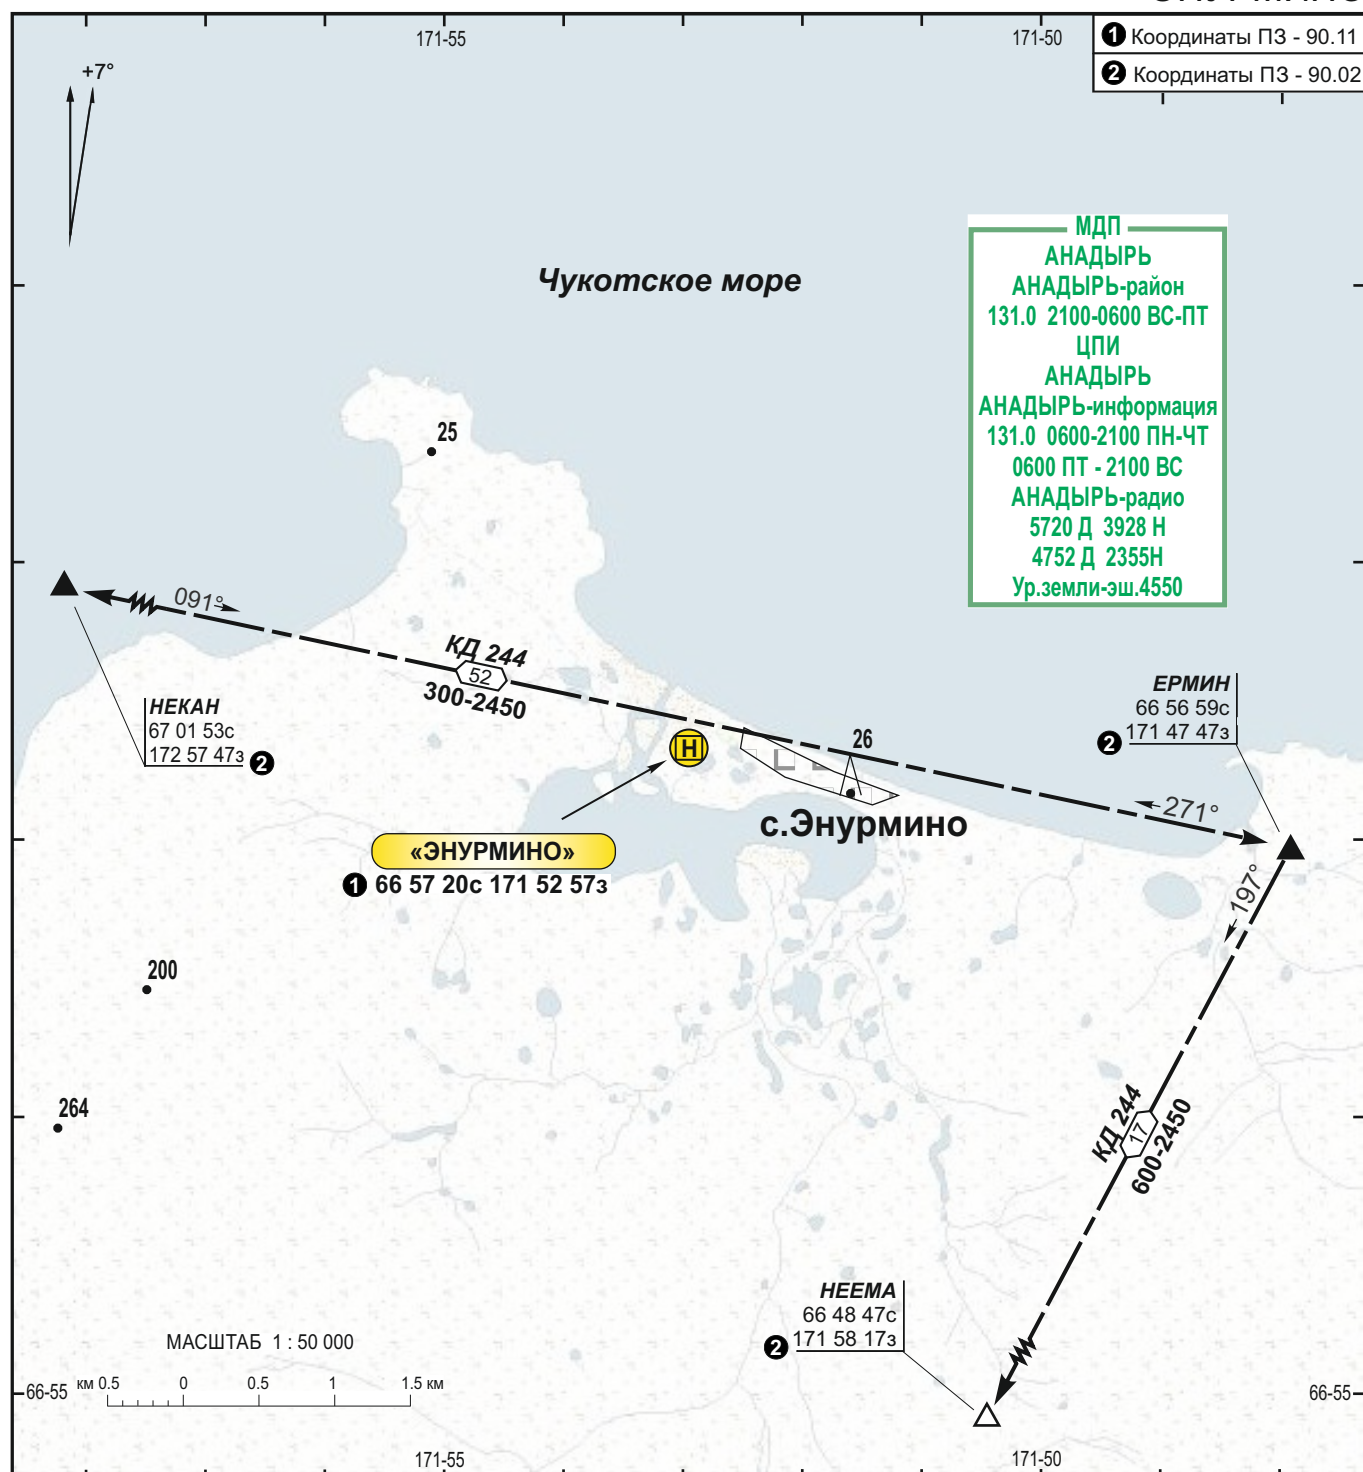 171-55
171-50
❶ Координаты ПЗ - 90.11
❷ Координаты ПЗ - 90.02
+7°
МДП
АНАДЫРЬ
АНАДЫРЬ-район
131.0 2100-0600 ВС-ПТ
ЦПИ
АНАДЫРЬ
АНАДЫРЬ-информация
131.0 0600-2100 ПН-ЧТ
0600 ПТ - 2100 ВС
АНАДЫРЬ-радио
5720 Д 3928 Н
4752 Д 2355Н
Ур.земли-эш.4550
Чукотское море
25
091°
КД 244
52
300-2450
НЕКАН
67 01 53с
172 57 47з ❷
ЕРМИН
66 56 59с
❷ 171 47 47з
H
26
271°
с.Энурмино
«ЭНУРМИНО»
❶ 66 57 20с 171 52 57з
197°
200
264
КД 244
17
600-2450
НЕЕМА
66 48 47с
❷ 171 58 17з
МАСШТАБ 1 : 50 000
км 0.5 0 0.5 1 1.5 км
66-55
66-55
171-55
171-50